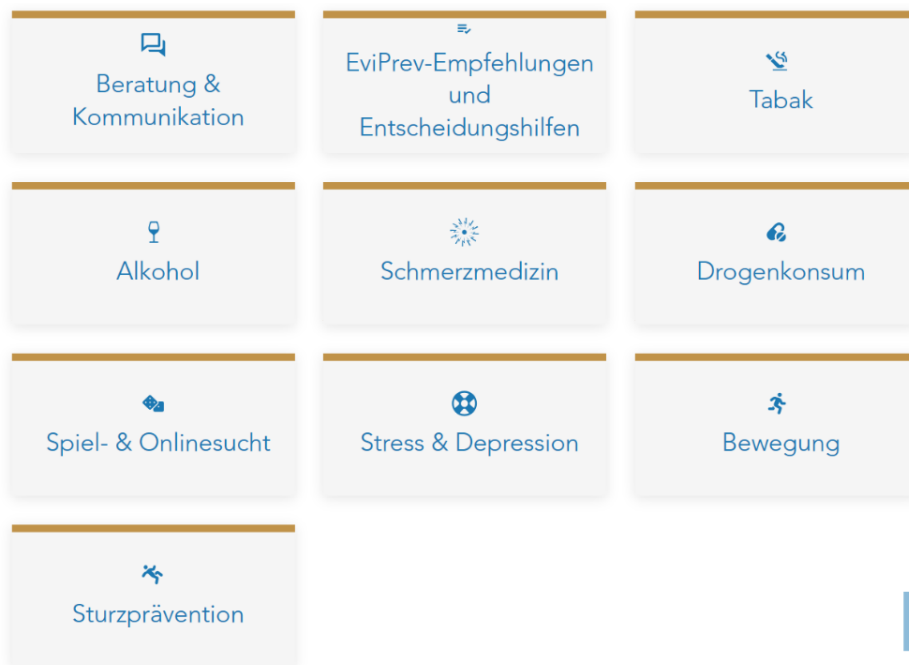 Beratung &
Kommunikation
EviPrev-Empfehlungen
und
Entscheidungshilfen
Tabak
Alkohol
Schmerzmedizin
Drogenkonsum
Spiel- & Onlinesucht
Stress & Depression
Bewegung
Sturzprävention